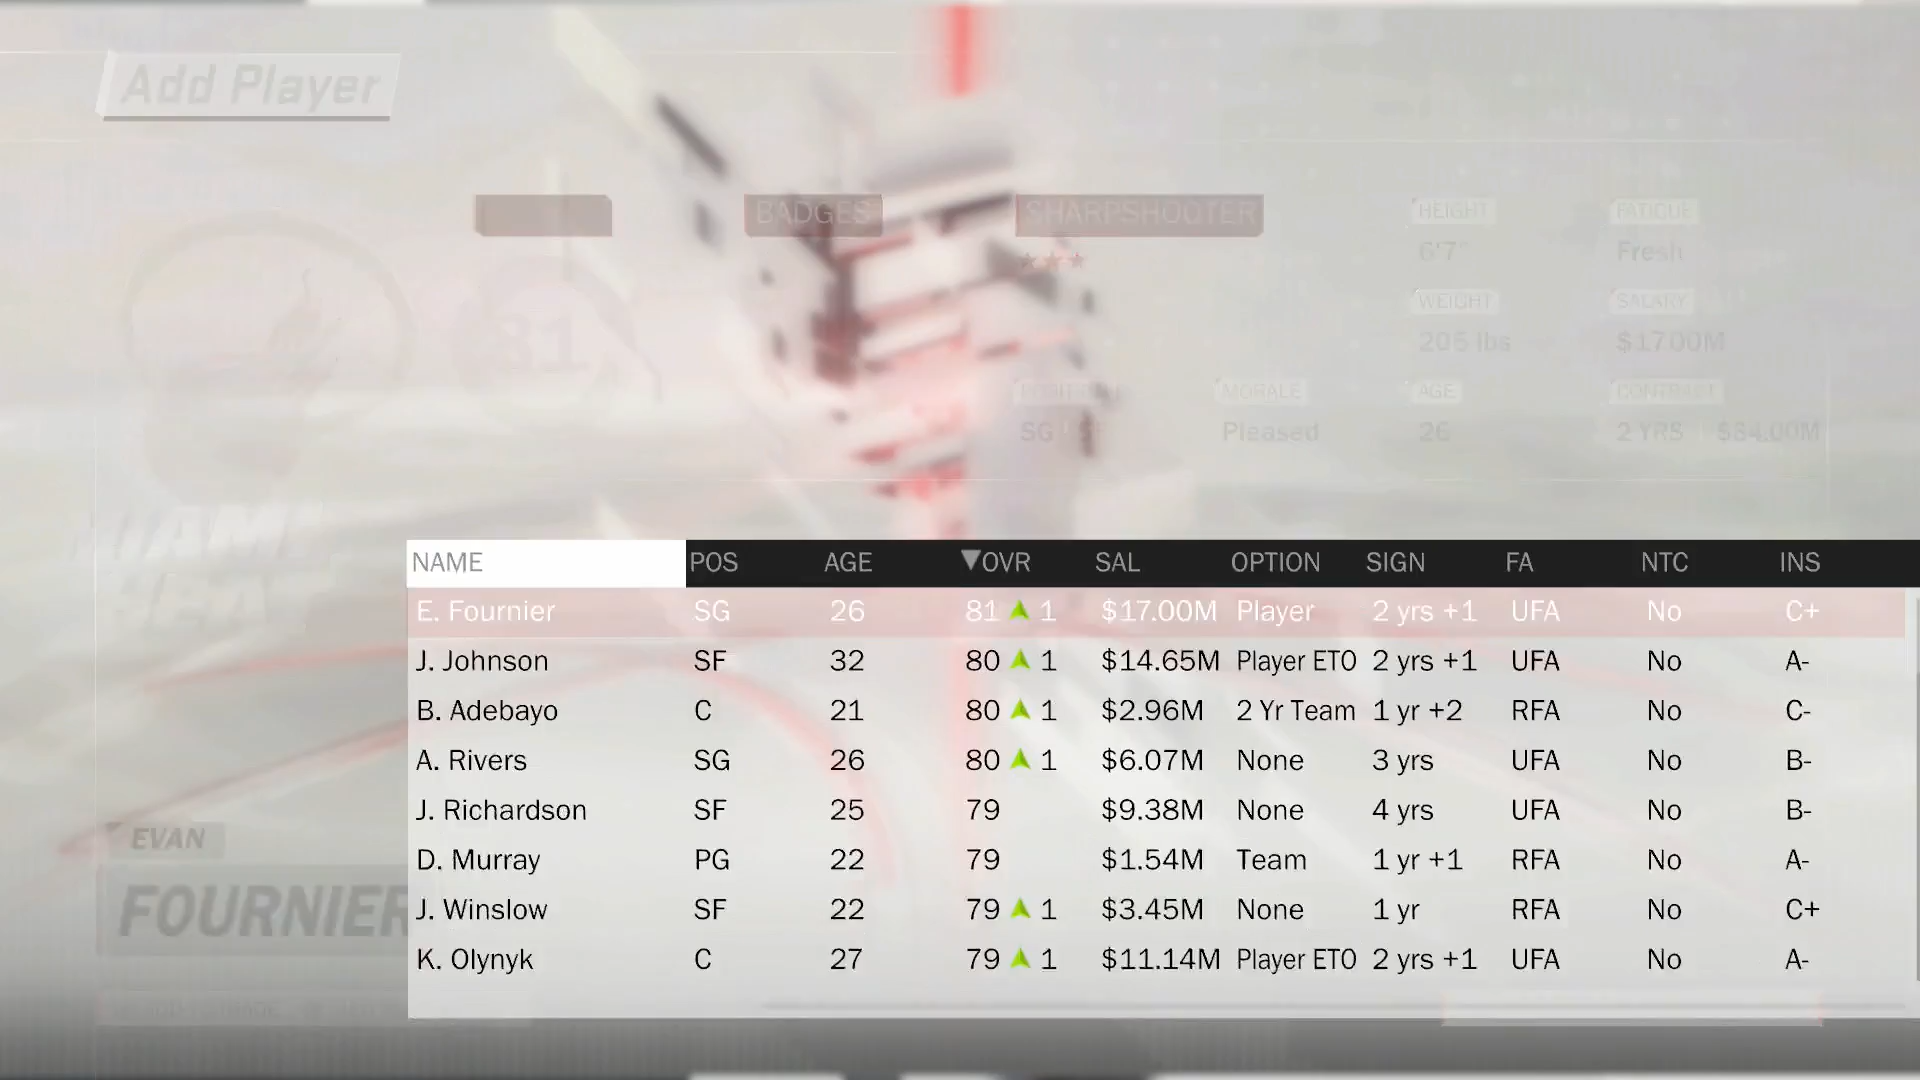 Add Player
BADGES SHARPSHOOTER HEIGHT FATIGUE
6'7" Fresh
WEIGHT SALARY
31 205 lbs $17.00M
MORALE AGE CONTRACT
SG Pleased 26 2 YRS $34.00M
MIAMI
HEAT
NAME POS AGE ▼OVR SAL OPTION SIGN FA NTC INS
E. Fournier SG 26 81 ▲ 1 $17.00M Player 2 yrs +1 UFA No C+
J. Johnson SF 32 80 ▲ 1 $14.65M Player ETO 2 yrs +1 UFA No A-
B. Adebayo C 21 80 ▲ 1 $2.96M 2 Yr Team 1 yr +2 RFA No C-
A. Rivers SG 26 80 ▲ 1 $6.07M None 3 yrs UFA No B-
J. Richardson SF 25 79 $9.38M None 4 yrs UFA No B-
D. Murray PG 22 79 $1.54M Team 1 yr +1 RFA No A-
J. Winslow SF 22 79 ▲ 1 $3.45M None 1 yr RFA No C+
K. Olynyk C 27 79 ▲ 1 $11.14M Player ETO 2 yrs +1 UFA No A-
EVAN
FOURNIER